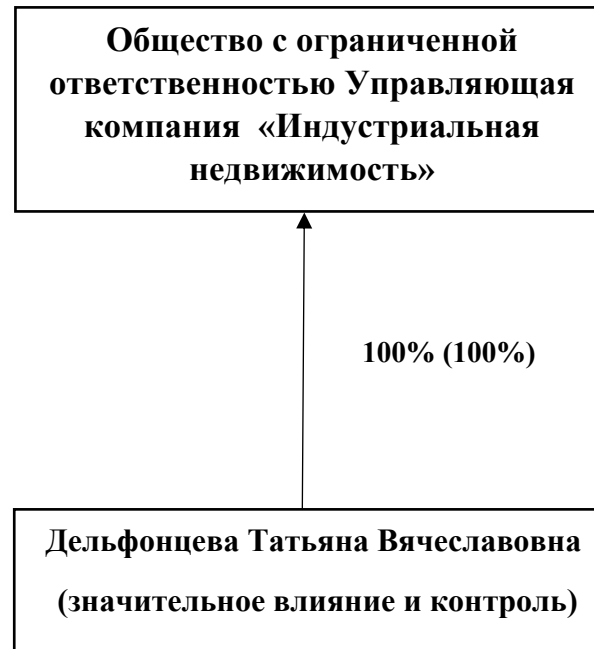 Общество с ограниченной
ответственностью Управляющая
компания «Индустриальная
недвижимость»
100% (100%)
Дельфонцева Татьяна Вячеславовна
(значительное влияние и контроль)